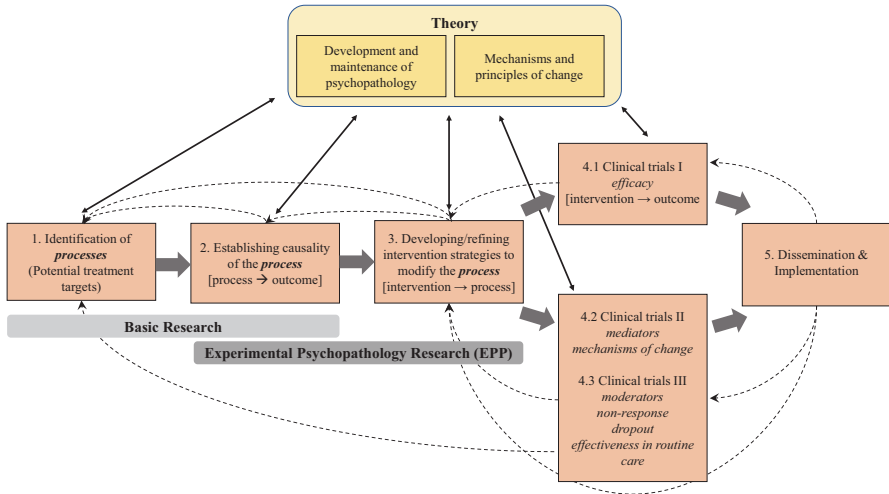 Theory
Development and
maintenance of
psychopathology
Mechanisms and
principles of change
4.1 Clinical trials I
efficacy
[intervention → outcome
1. Identification of
processes
(Potential treatment
targets)
2. Establishing causality
of the process
[process → outcome]
3. Developing/refining
intervention strategies to
modify the process
[intervention → process]
5. Dissemination &
Implementation
Basic Research
Experimental Psychopathology Research (EPP)
4.2 Clinical trials II
mediators
mechanisms of change
4.3 Clinical trials III
moderators
non-response
dropout
effectiveness in routine
care